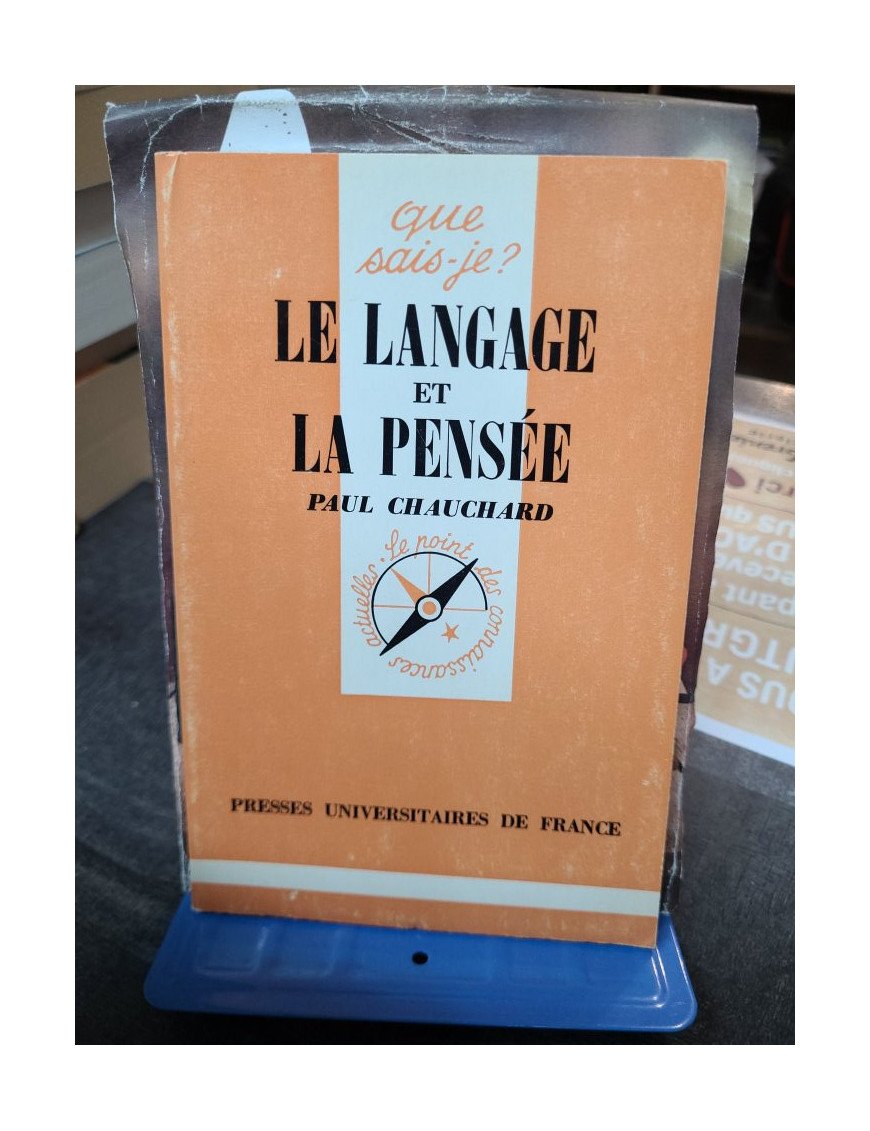 que
sais-je?
LE LANGAGE
ET
LA PENSÉE
PAUL CHAUCHARD
Le point des connaissances actuelles.
PRESSES UNIVERSITAIRES DE FRANCE